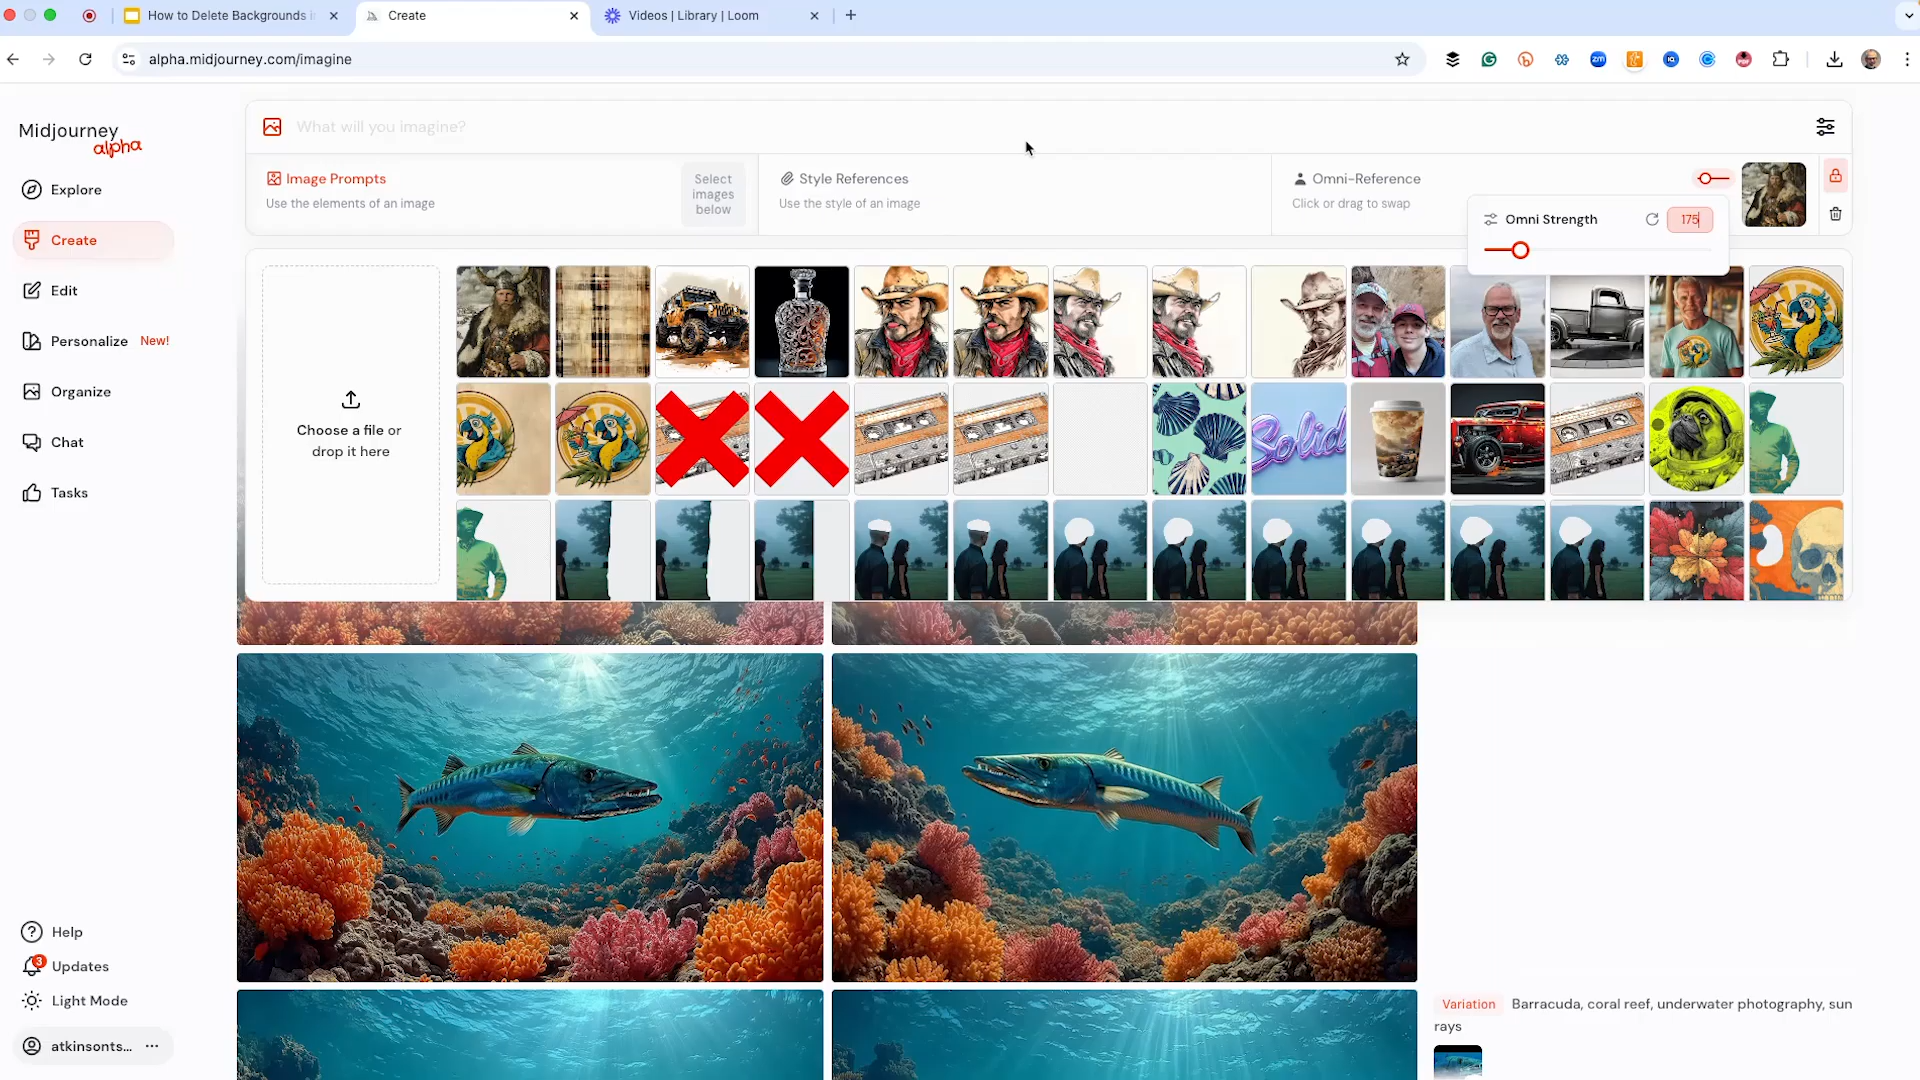 How to Delete Backgrounds i
Create
Videos | Library | Loom
alpha.midjourney.com/imagine
Midjourney
alpha
What will you imagine?
Image Prompts
Use the elements of an image
Select
images
below
Style References
Use the style of an image
Omni-Reference
Click or drag to swap
Omni Strength
175
Explore
Create
Edit
Personalize New!
Organize
Chat
Tasks
Choose a file or
drop it here
Solid
Help
3
Updates
Light Mode
atkinsonts...
Variation Barracuda, coral reef, underwater photography, sun
rays